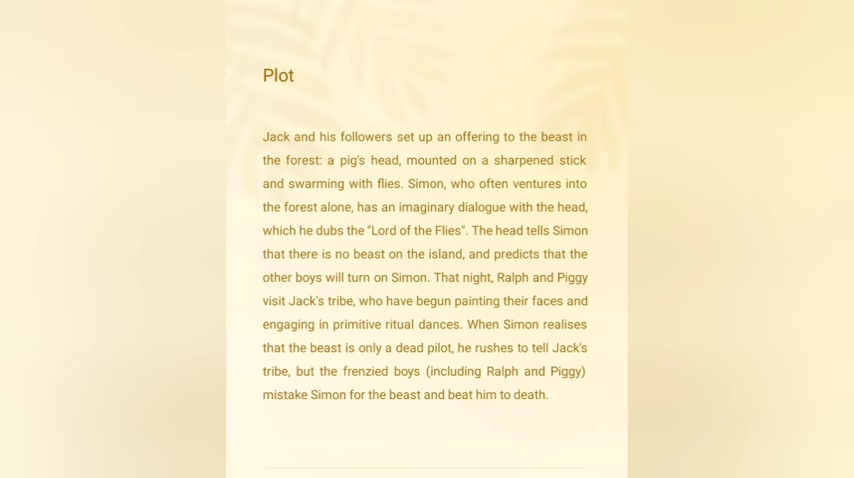 Plot
Jack and his followers set up an offering to the beast in
the forest: a pig's head, mounted on a sharpened stick
and swarming with flies. Simon, who often ventures into
the forest alone, has an imaginary dialogue with the head,
which he dubs the "Lord of the Flies". The head tells Simon
that there is no beast on the island, and predicts that the
other boys will turn on Simon. That night, Ralph and Piggy
visit Jack's tribe, who have begun painting their faces and
engaging in primitive ritual dances. When Simon realises
that the beast is only a dead pilot, he rushes to tell Jack's
tribe, but the frenzied boys (including Ralph and Piggy)
mistake Simon for the beast and beat him to death.